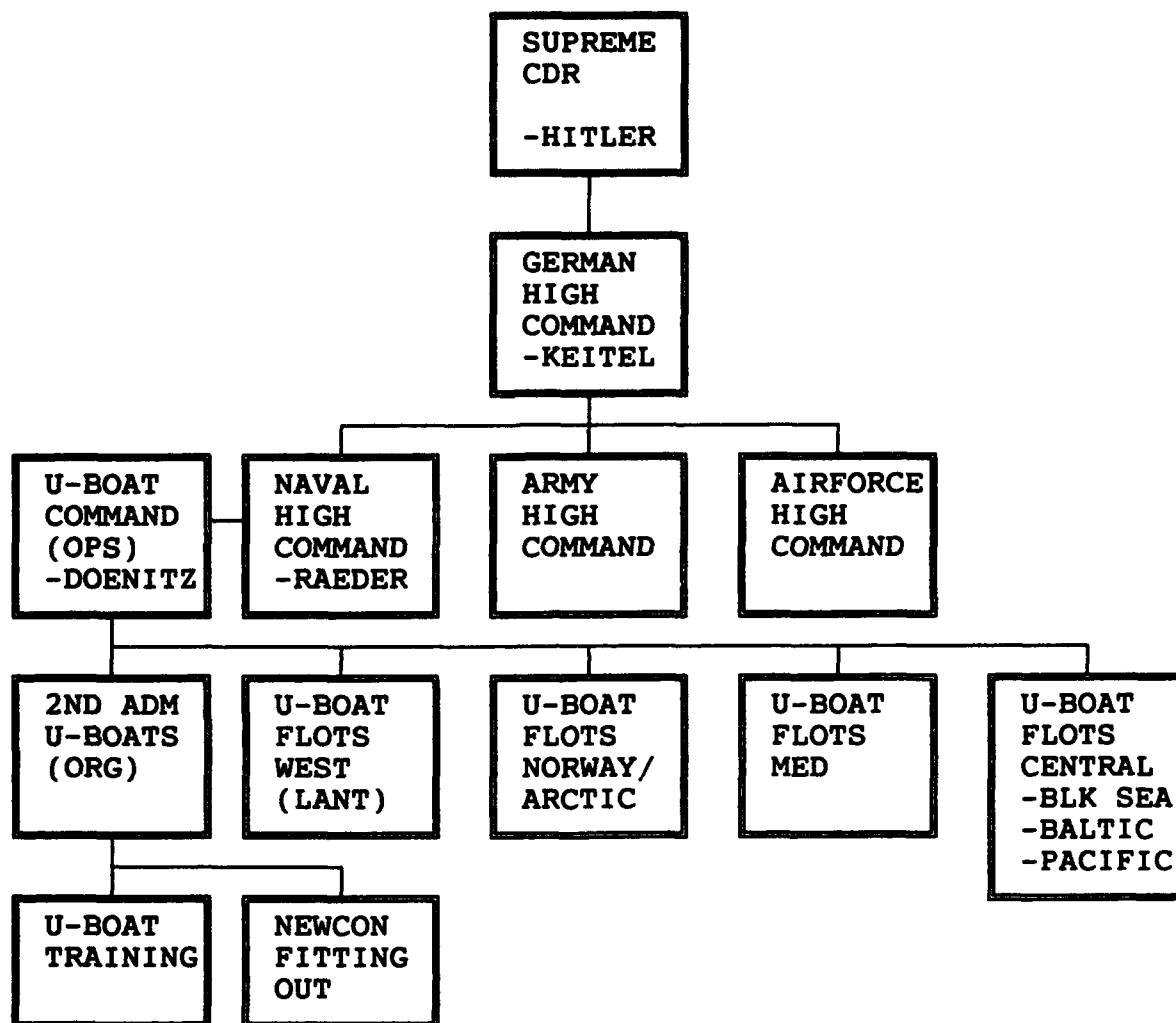 SUPREME
CDR
-HITLER
GERMAN
HIGH
COMMAND
-KEITEL
U-BOAT
COMMAND
(OPS)
-DOENITZ
NAVAL
HIGH
COMMAND
-RAEDER
ARMY
HIGH
COMMAND
AIRFORCE
HIGH
COMMAND
2ND ADM
U-BOATS
(ORG)
U-BOAT
FLOTS
WEST
(LANT)
U-BOAT
FLOTS
NORWAY/
ARCTIC
U-BOAT
FLOTS
MED
U-BOAT
FLOTS
CENTRAL
-BLK SEA
-BALTIC
-PACIFIC
U-BOAT
TRAINING
NEWCON
FITTING
OUT